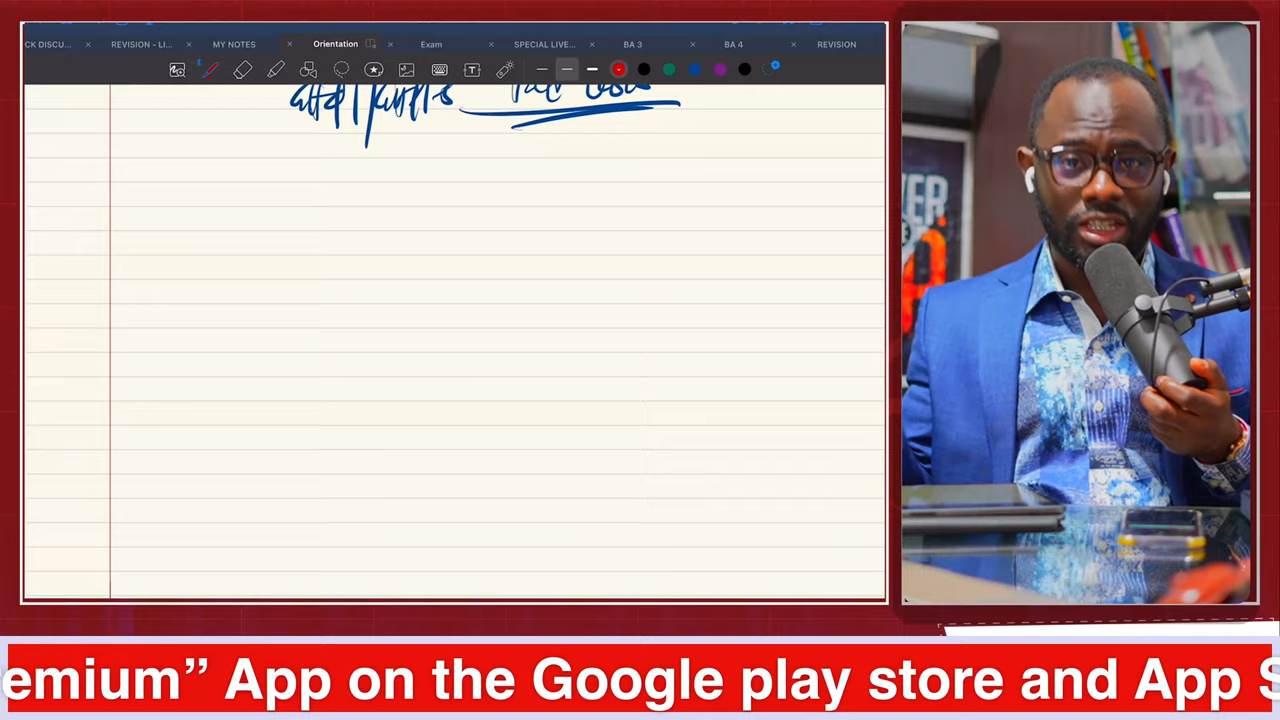 CK DISCU...
REVISION - LI...
MY NOTES
Orientation
Exam
SPECIAL LIVE...
BA 3
BA 4
REVISION
emium” App on the Google play store and App S